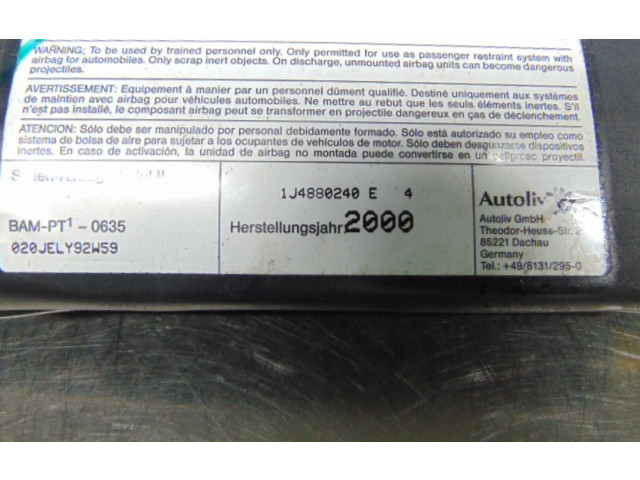 WARNING: To be used by trained personnel only. Only permitted for use as passenger restraint system with
airbag for automobiles. Only scrap inert objects. On discharge, unmounted airbag units can become dangerous
projectiles.
AVERTISSEMENT: Equipement à manier par un personnel dûment qualifié. Destiné uniquement aux systèmes
de maintien avec airbag pour véhicules automobiles. Ne mettre au rebut que les seuls éléments inertes. S'il
n'est pas installé, le composant airbag peut se transformer en projectile dangereux en cas de déclenchement.
ATENCION: Sólo debe ser manipulado por personal debidamente formado. Sólo está autorizado su empleo como
sistema de bolsa de aire para sujetar a los ocupantes de vehículos de motor. Sólo deben desguazarse dispositivos
inertes. En caso de activación, la unidad de airbag no montada puede convertirse en un peligroso proyectil.
BAM-PT¹ - 0635
020JELY92W59
1J4880240 E 4
Herstellungsjahr: 2000
Autoliv
Autoliv GmbH
Theodor-Heuss-Str. 2
85221 Dachau
Germany
Tel.: +49/8131/295-0